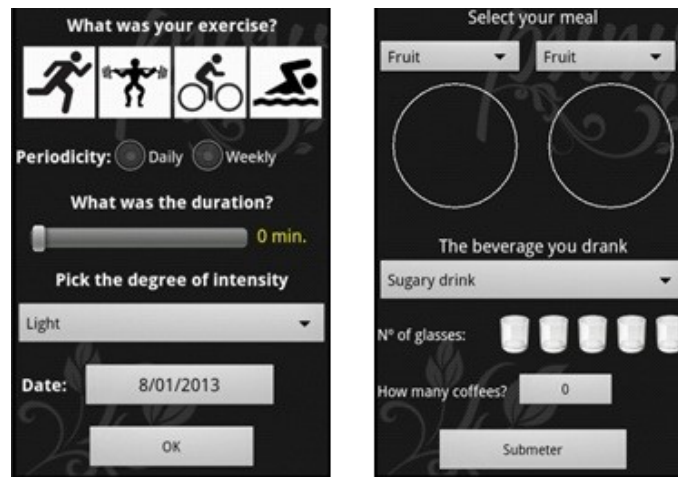 What was your exercise?
Periodicity: Daily Weekly
What was the duration?
0 min.
Pick the degree of intensity
Light
Date: 8/01/2013
OK
Select your meal
Fruit Fruit
The beverage you drank
Sugary drink
Nº of glasses:
How many coffees? 0
Submeter